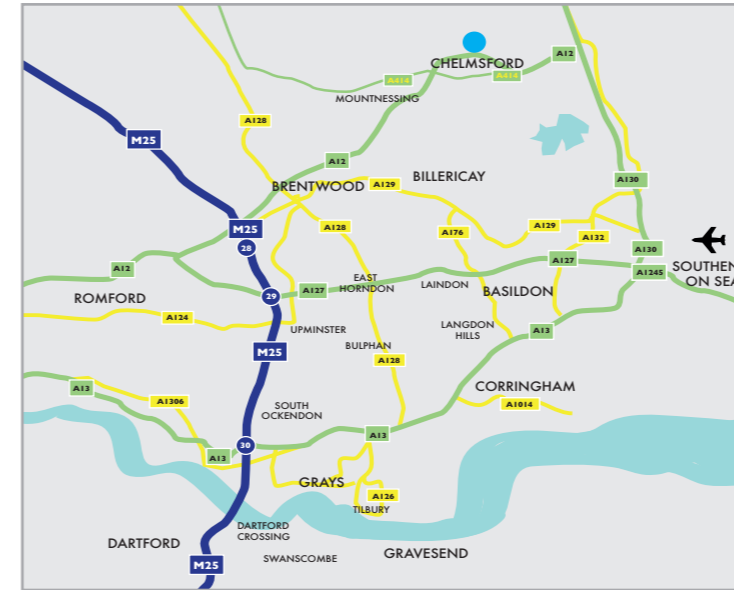 A12
CHELMSFORD
A414
A414
MOUNTNESSING
A128
M25
A12
BRENTWOOD
A129
BILLERICAY
A130
M25
28
A128
A176
A129
A132
A130
A12
A127
SOUTHEN
ON SEA
A1245
EAST
HORNDON
LAINDON
BASILDON
A127
29
ROMFORD
A124
UPMINSTER
LANGDON
HILLS
A13
M25
BULPHAN
A128
A13
A1306
CORRINGHAM
A1014
SOUTH
OCKENDON
A13
30
A13
GRAYS
A126
TILBURY
DARTFORD
CROSSING
DARTFORD
SWANSCOMBE
GRAVESEND
M25